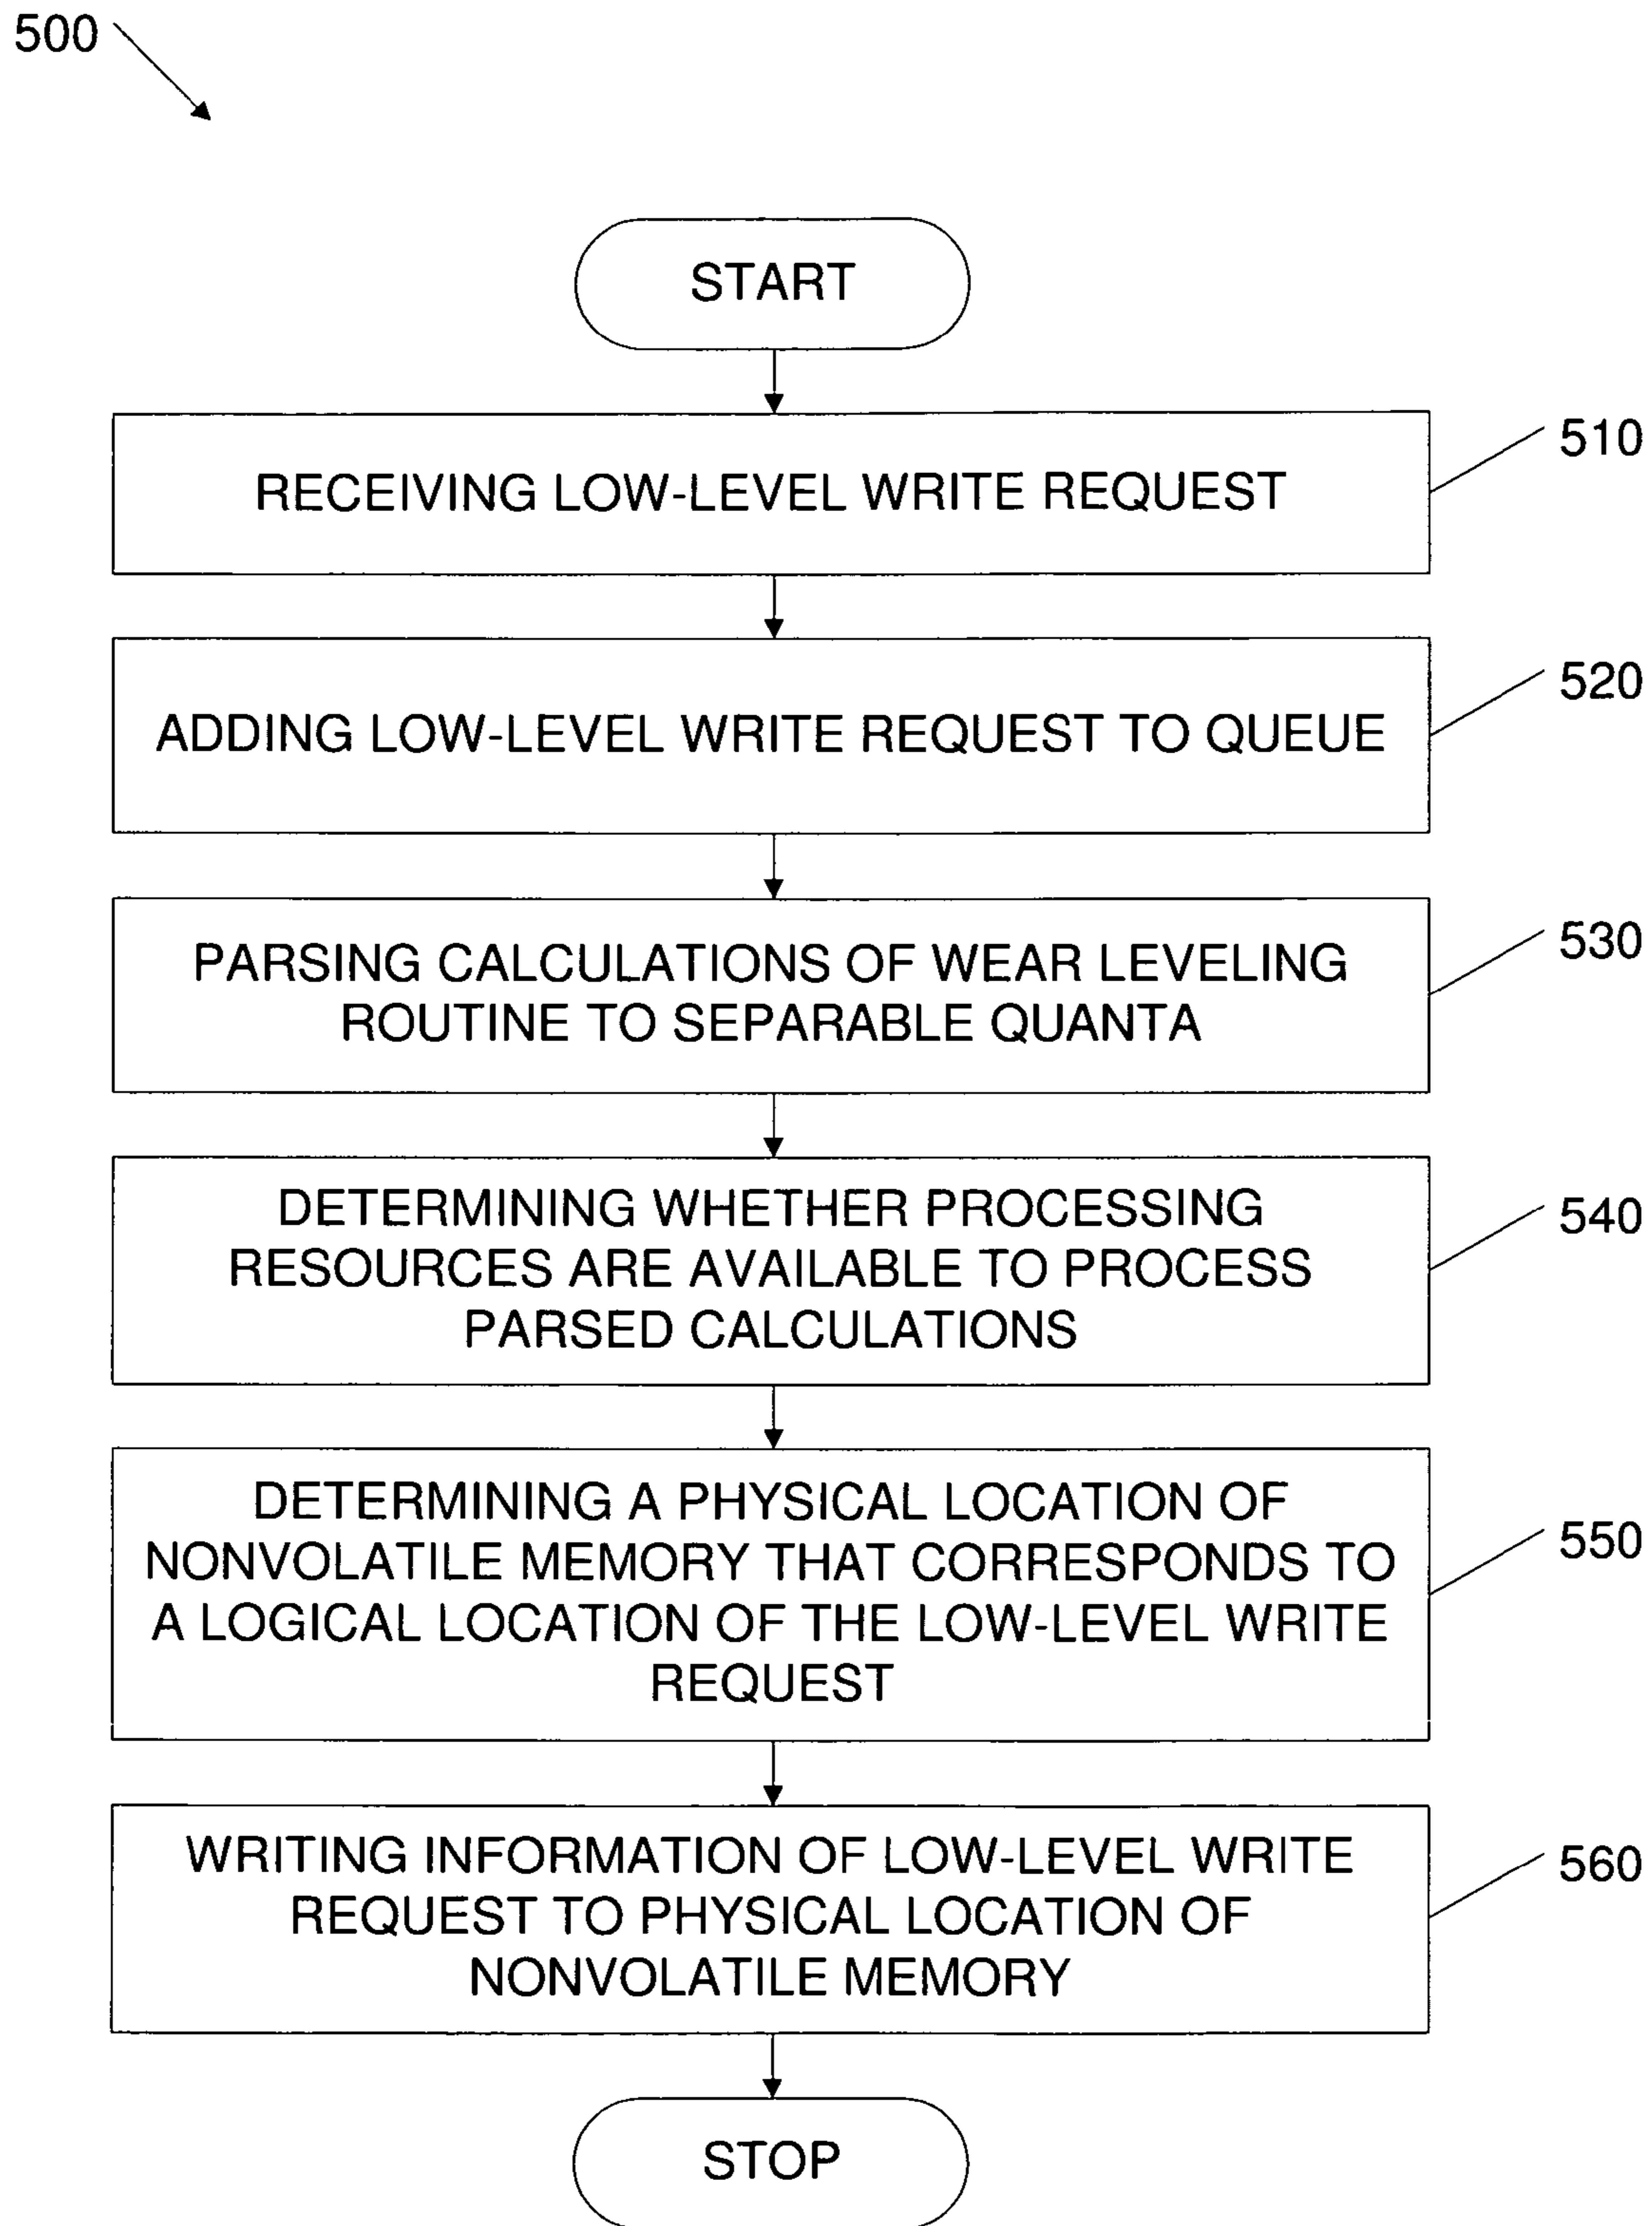 500
START
RECEIVING LOW-LEVEL WRITE REQUEST
510
ADDING LOW-LEVEL WRITE REQUEST TO QUEUE
520
PARSING CALCULATIONS OF WEAR LEVELING
ROUTINE TO SEPARABLE QUANTA
530
DETERMINING WHETHER PROCESSING
RESOURCES ARE AVAILABLE TO PROCESS
PARSED CALCULATIONS
540
DETERMINING A PHYSICAL LOCATION OF
NONVOLATILE MEMORY THAT CORRESPONDS TO
A LOGICAL LOCATION OF THE LOW-LEVEL WRITE
REQUEST
550
WRITING INFORMATION OF LOW-LEVEL WRITE
REQUEST TO PHYSICAL LOCATION OF
NONVOLATILE MEMORY
560
STOP